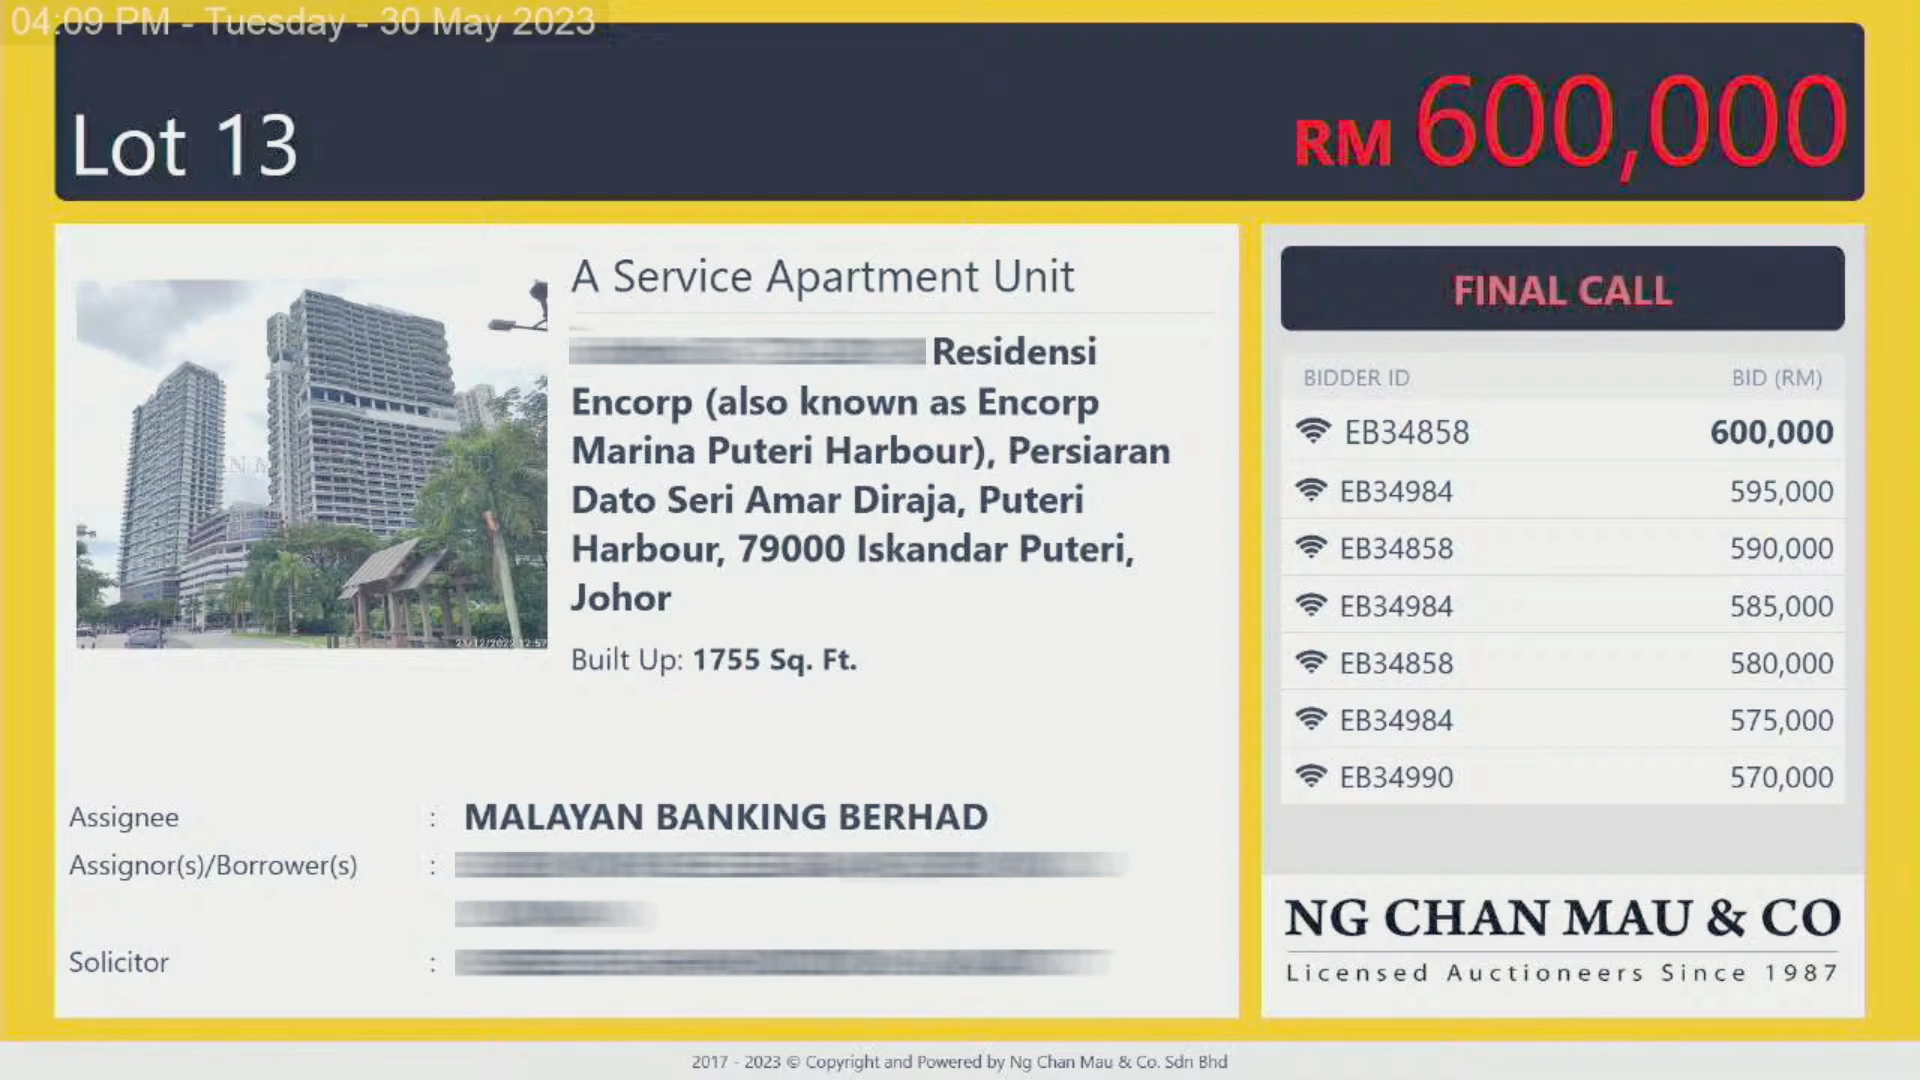 04:09 PM - Tuesday - 30 May 2023
Lot 13
RM 600,000
A Service Apartment Unit
Residensi
Encorp (also known as Encorp
Marina Puteri Harbour), Persiaran
Dato Seri Amar Diraja, Puteri
Harbour, 79000 Iskandar Puteri,
Johor
Built Up: 1755 Sq. Ft.
Assignee : MALAYAN BANKING BERHAD
Assignor(s)/Borrower(s) :
Solicitor :
FINAL CALL
BIDDER ID BID (RM)
EB34858 600,000
EB34984 595,000
EB34858 590,000
EB34984 585,000
EB34858 580,000
EB34984 575,000
EB34990 570,000
NG CHAN MAU & CO
Licensed Auctioneers Since 1987
2017 - 2023 © Copyright and Powered by Ng Chan Mau & Co. Sdn Bhd